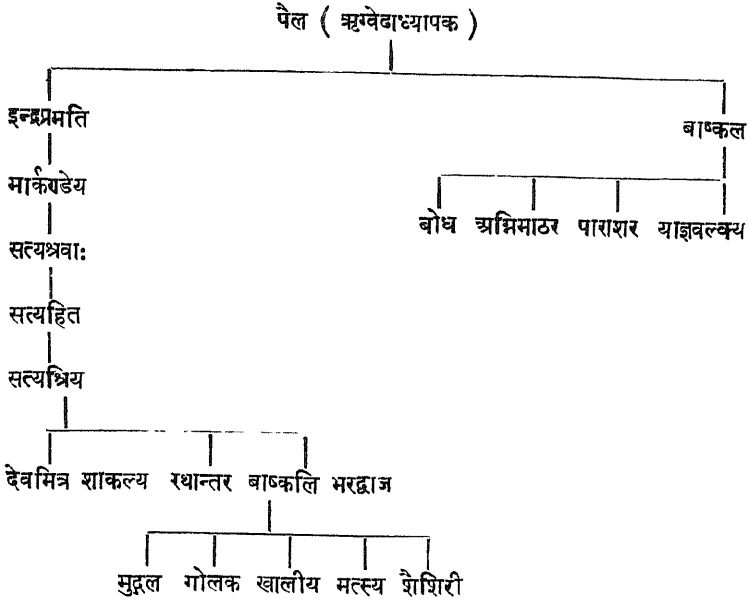 पैल ( ऋग्वेदाध्यापक )
इन्द्रप्रमति
बाष्कल
मार्कण्डेय
बोध अग्निमाठर पाराशर याज्ञवल्क्य
सत्यश्रवाः
सत्यहित
सत्यश्रिय
देवमित्र शाकल्य रथान्तर बाष्कलि भरद्वाज
मुद्गल गोलक खालीय मत्स्य शैशिरी